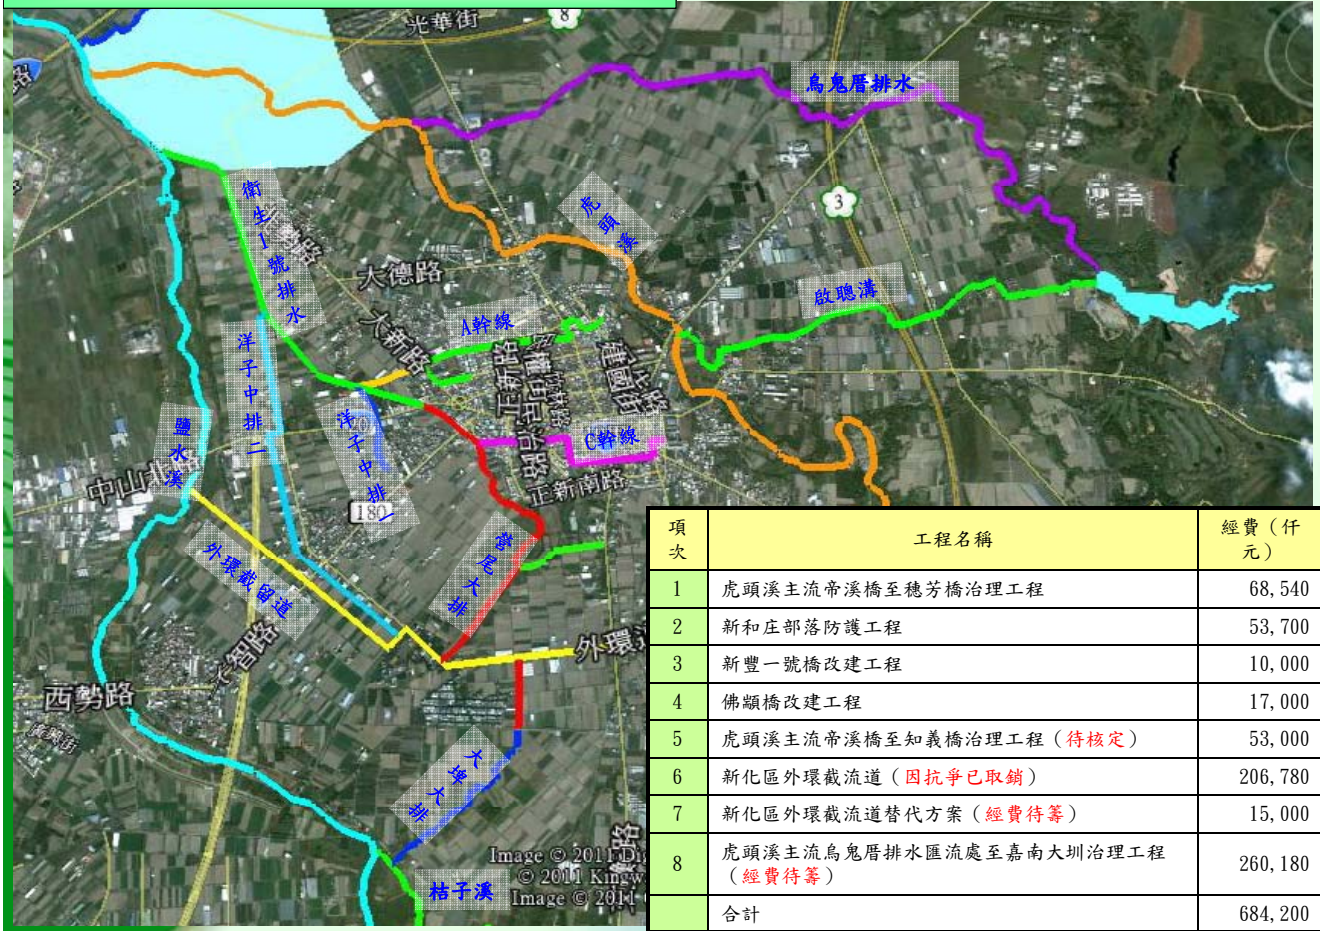 光華街
8
烏鬼厝排水
3
虎頭溪
衛生1號排水
大德路
啟聰溝
A幹線
大新路
正新路
建國街
洋子中排二
洋子中排一
鹽水溪
C幹線
中山北
正新南路
180
營尾大排
外環截留道
外環
西勢路
大埤大排
桔子溪
Image © 2011 Di
© 2011 Kingw
Image © 2011
項次 工程名稱 經費（仟元）
1 虎頭溪主流帝溪橋至穗芳橋治理工程 68,540
2 新和庄部落防護工程 53,700
3 新豐一號橋改建工程 10,000
4 佛顓橋改建工程 17,000
5 虎頭溪主流帝溪橋至知義橋治理工程（待核定） 53,000
6 新化區外環截流道（因抗爭已取銷） 206,780
7 新化區外環截流道替代方案（經費待籌） 15,000
8 虎頭溪主流烏鬼厝排水匯流處至嘉南大圳治理工程
（經費待籌） 260,180
合計 684,200